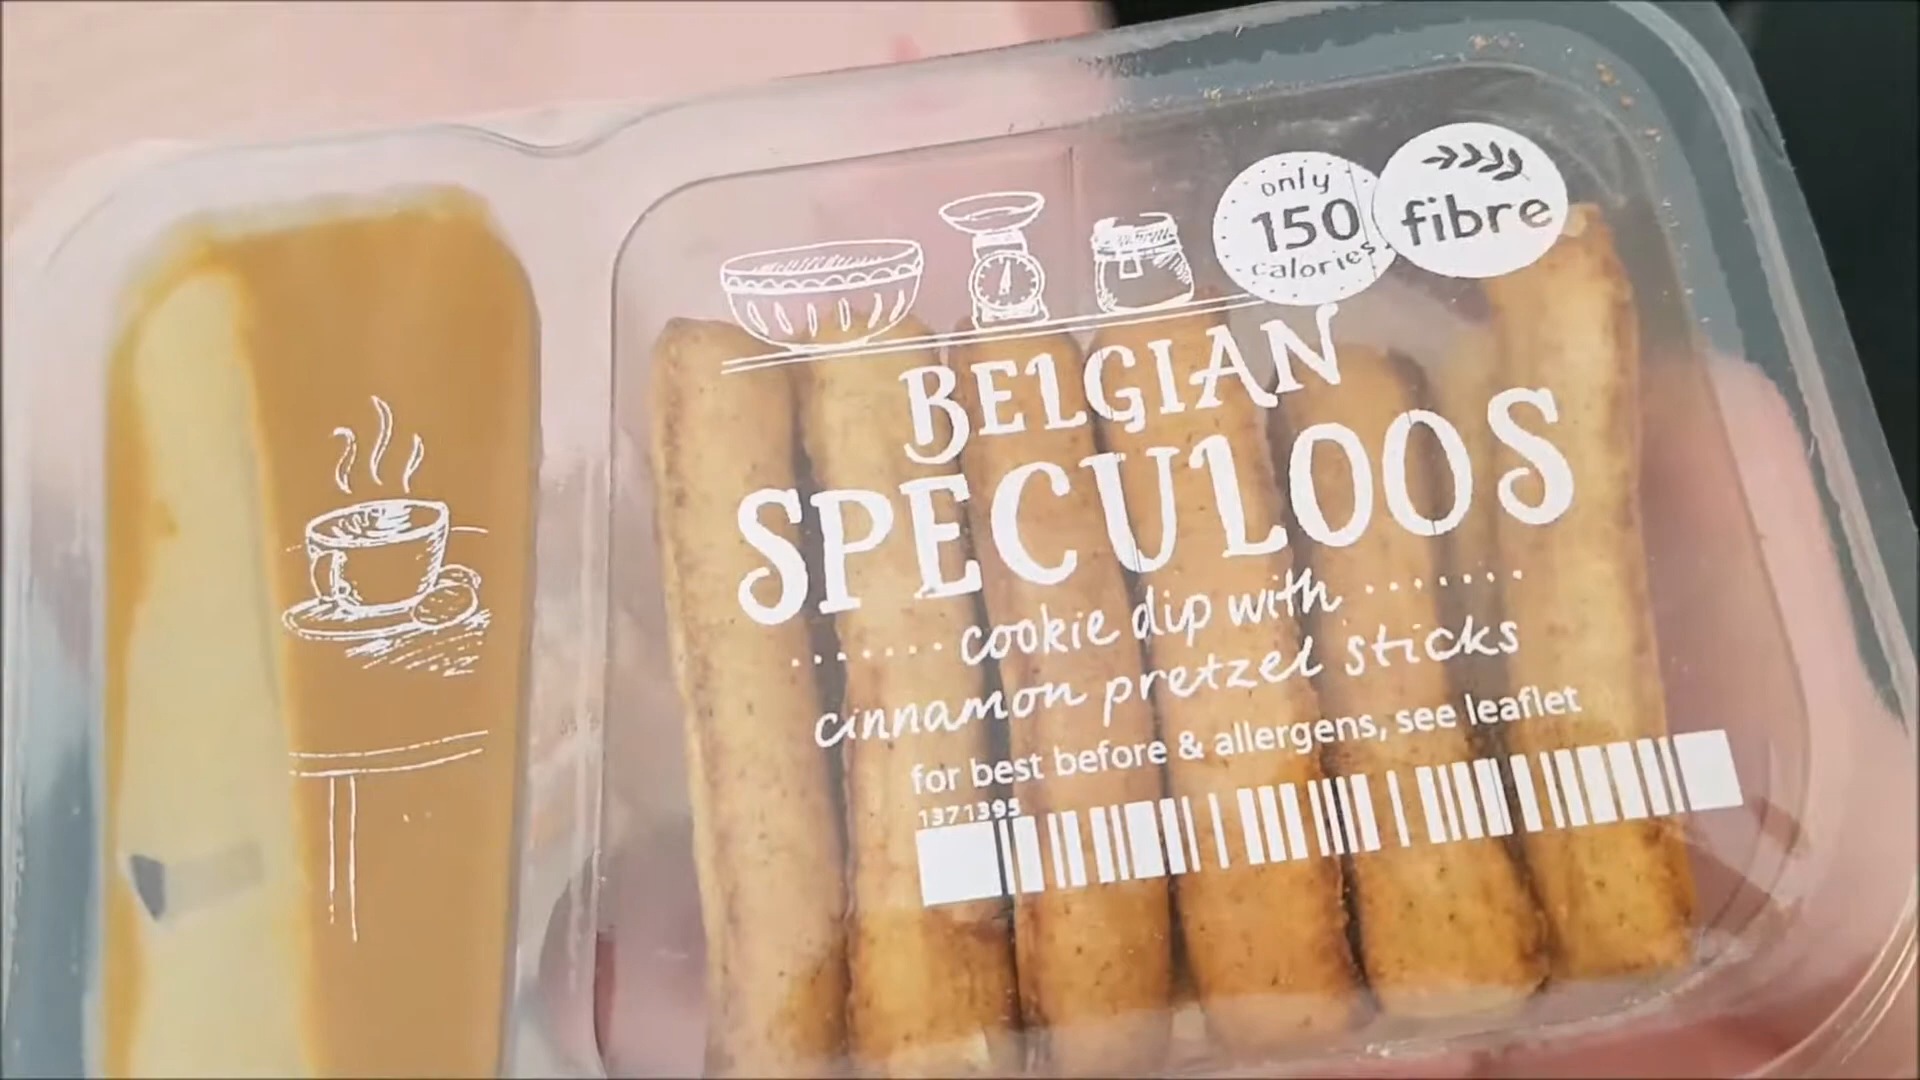 only
150
calories
fibre
BELGIAN
SPECULOOS
cookie dip with
cinnamon pretzel sticks
for best before & allergens, see leaflet
1371395